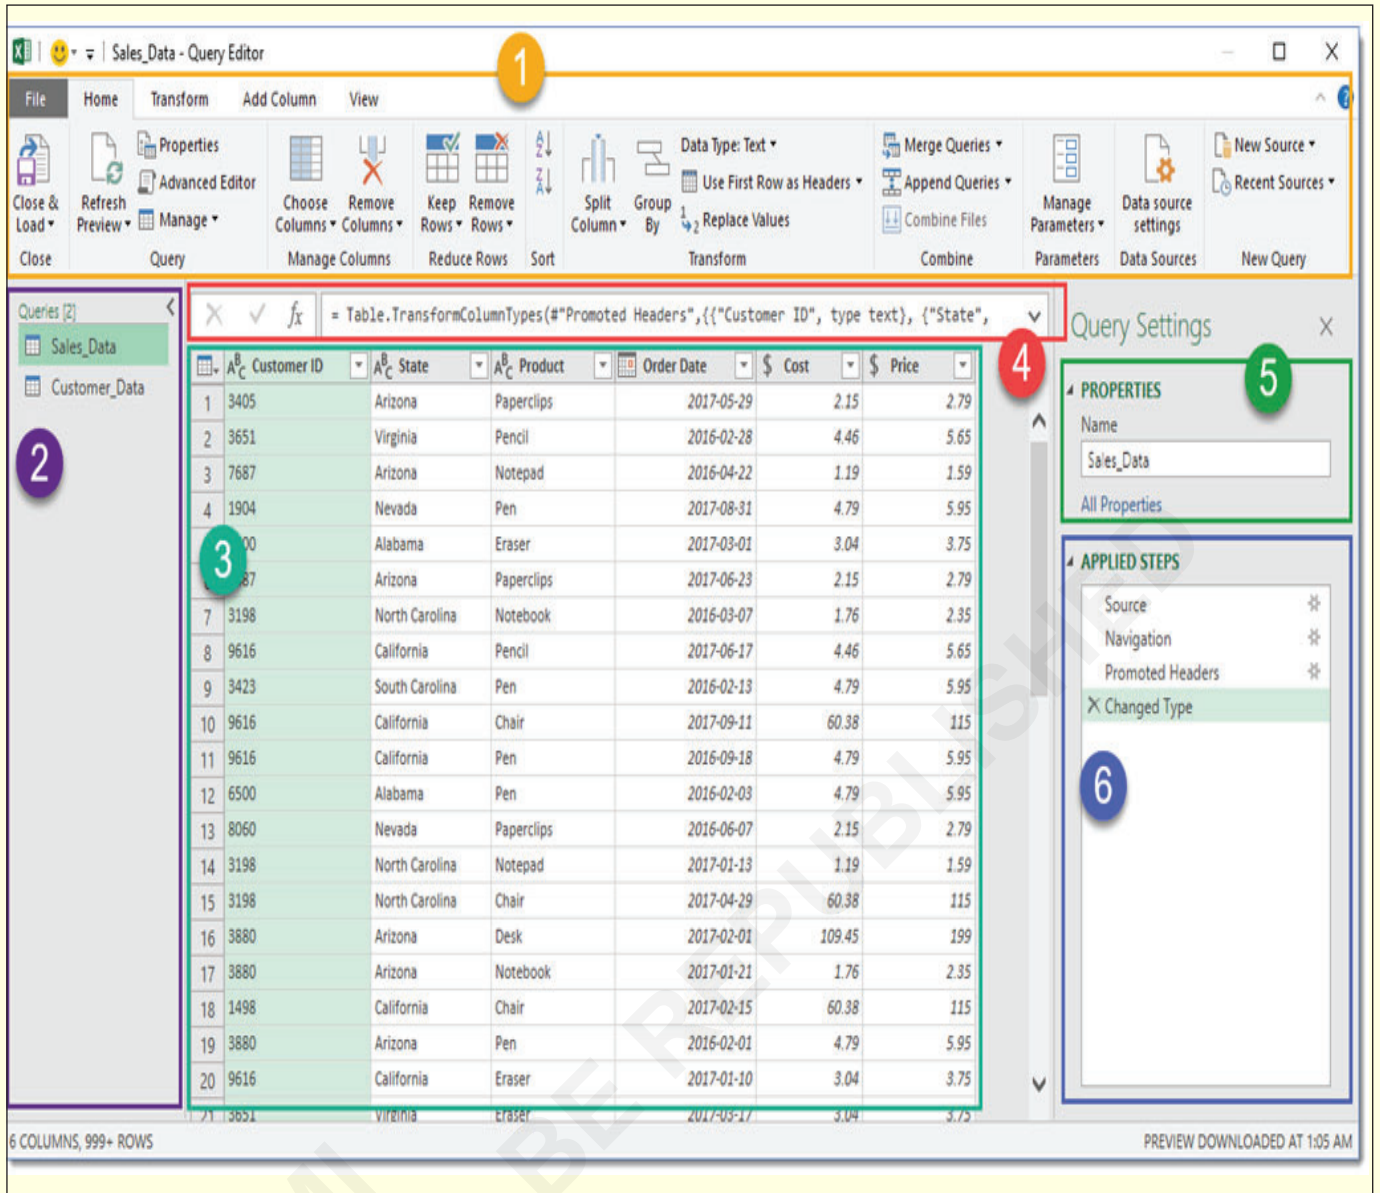 Sales_Data - Query Editor
1
File Home Transform Add Column View
Close & Load
Refresh Preview
Properties
Advanced Editor
Manage
Choose Columns
Remove Columns
Keep Rows
Remove Rows
Split Column
Group By
Data Type: Text
Use First Row as Headers
Replace Values
Merge Queries
Append Queries
Combine Files
Manage Parameters
Data source settings
New Source
Recent Sources
Close Query Manage Columns Reduce Rows Sort Transform Combine Parameters Data Sources New Query
Queries [2]
Sales_Data
Customer_Data
2
fx = Table.TransformColumnTypes(#"Promoted Headers",{{"Customer ID", type text}, {"State",
4
Customer ID State Product Order Date Cost Price
1 3405 Arizona Paperclips 2017-05-29 2.15 2.79
2 3651 Virginia Pencil 2016-02-28 4.46 5.65
3 7687 Arizona Notepad 2016-04-22 1.19 1.59
4 1904 Nevada Pen 2017-08-31 4.79 5.95
Alabama Eraser 2017-03-01 3.04 3.75
Arizona Paperclips 2017-06-23 2.15 2.79
3
7 3198 North Carolina Notebook 2016-03-07 1.76 2.35
8 9616 California Pencil 2017-06-17 4.46 5.65
9 3423 South Carolina Pen 2016-02-13 4.79 5.95
10 9616 California Chair 2017-09-11 60.38 115
11 9616 California Pen 2016-09-18 4.79 5.95
12 6500 Alabama Pen 2016-02-03 4.79 5.95
13 8060 Nevada Paperclips 2016-06-07 2.15 2.79
14 3198 North Carolina Notepad 2017-01-13 1.19 1.59
15 3198 North Carolina Chair 2017-04-29 60.38 115
16 3880 Arizona Desk 2017-02-01 109.45 199
17 3880 Arizona Notebook 2017-01-21 1.76 2.35
18 1498 California Chair 2017-02-15 60.38 115
19 3880 Arizona Pen 2016-02-01 4.79 5.95
20 9616 California Eraser 2017-01-10 3.04 3.75
21 3651 Virginia Eraser 2017-03-17 3.04 3.75
Query Settings
5
PROPERTIES
Name
Sales_Data
All Properties
APPLIED STEPS
Source
Navigation
Promoted Headers
Changed Type
6
6 COLUMNS, 999+ ROWS
PREVIEW DOWNLOADED AT 1:05 AM
BE REPUBLISHED